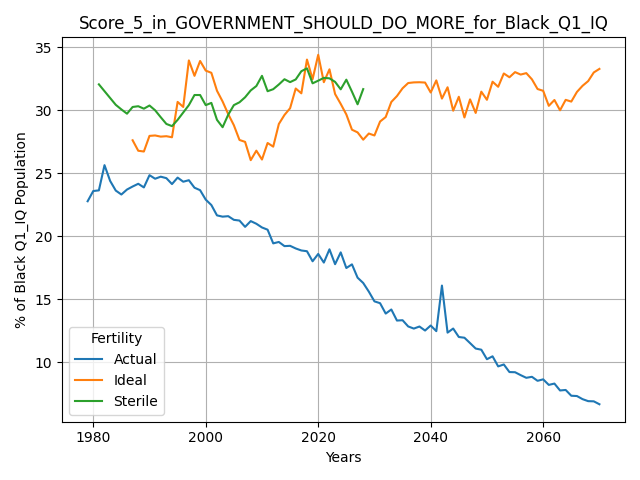 Score_5_in_GOVERNMENT_SHOULD_DO_MORE_for_Black_Q1_IQ
35
30
25
20
15
10
% of Black Q1_IQ Population
Fertility
Actual
Ideal
Sterile
1980
2000
2020
2040
2060
Years